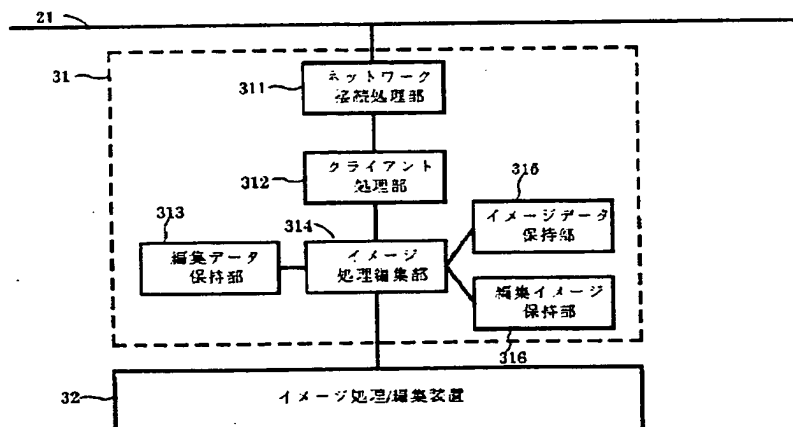 21
31
311
ネットワーク
接続処理部
312
クライアント
処理部
313
編集データ
保持部
314
イメージ
処理編集部
315
イメージデータ
保持部
編集イメージ
保持部
316
32
イメージ処理/編集装置